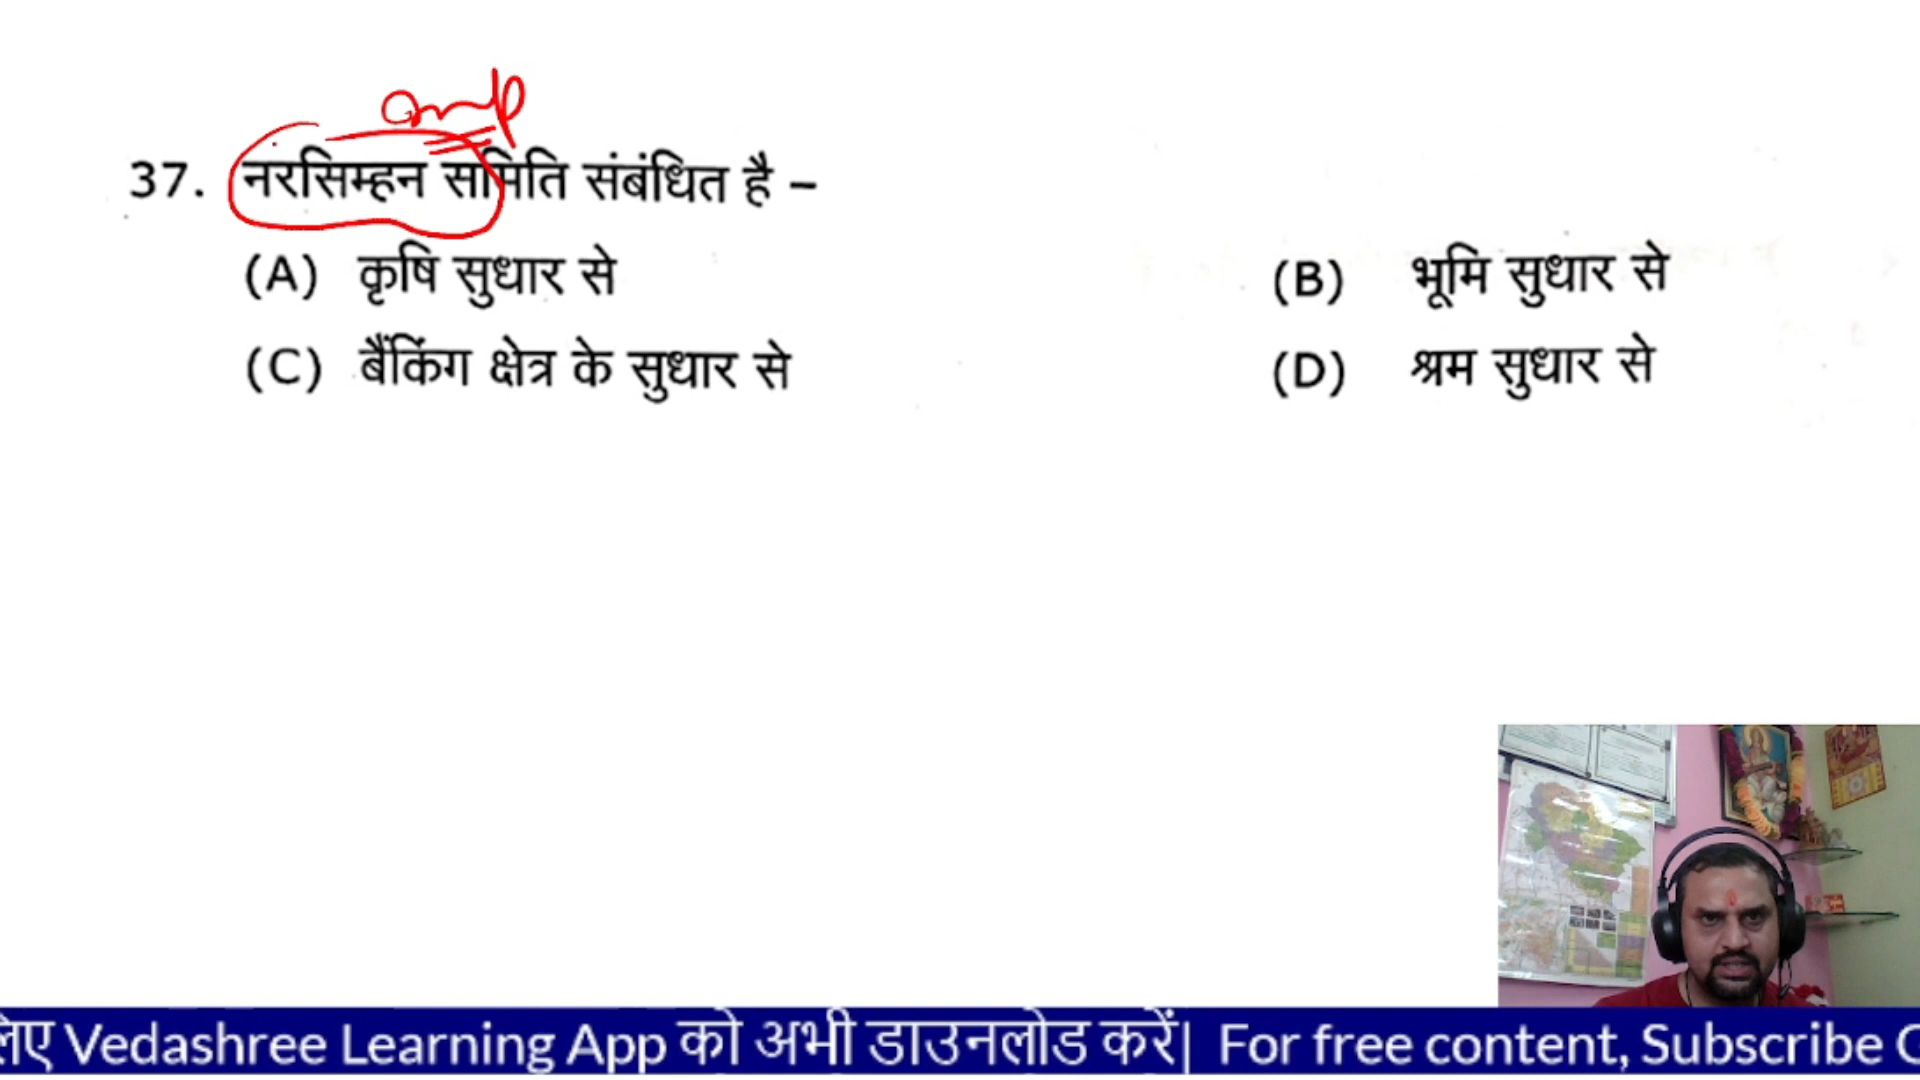 37. नरसिम्हन समिति संबंधित है –
(A) कृषि सुधार से
(B) भूमि सुधार से
(C) बैंकिंग क्षेत्र के सुधार से
(D) श्रम सुधार से
Vedashree Learning App को अभी डाउनलोड करें| For free content, Subscribe